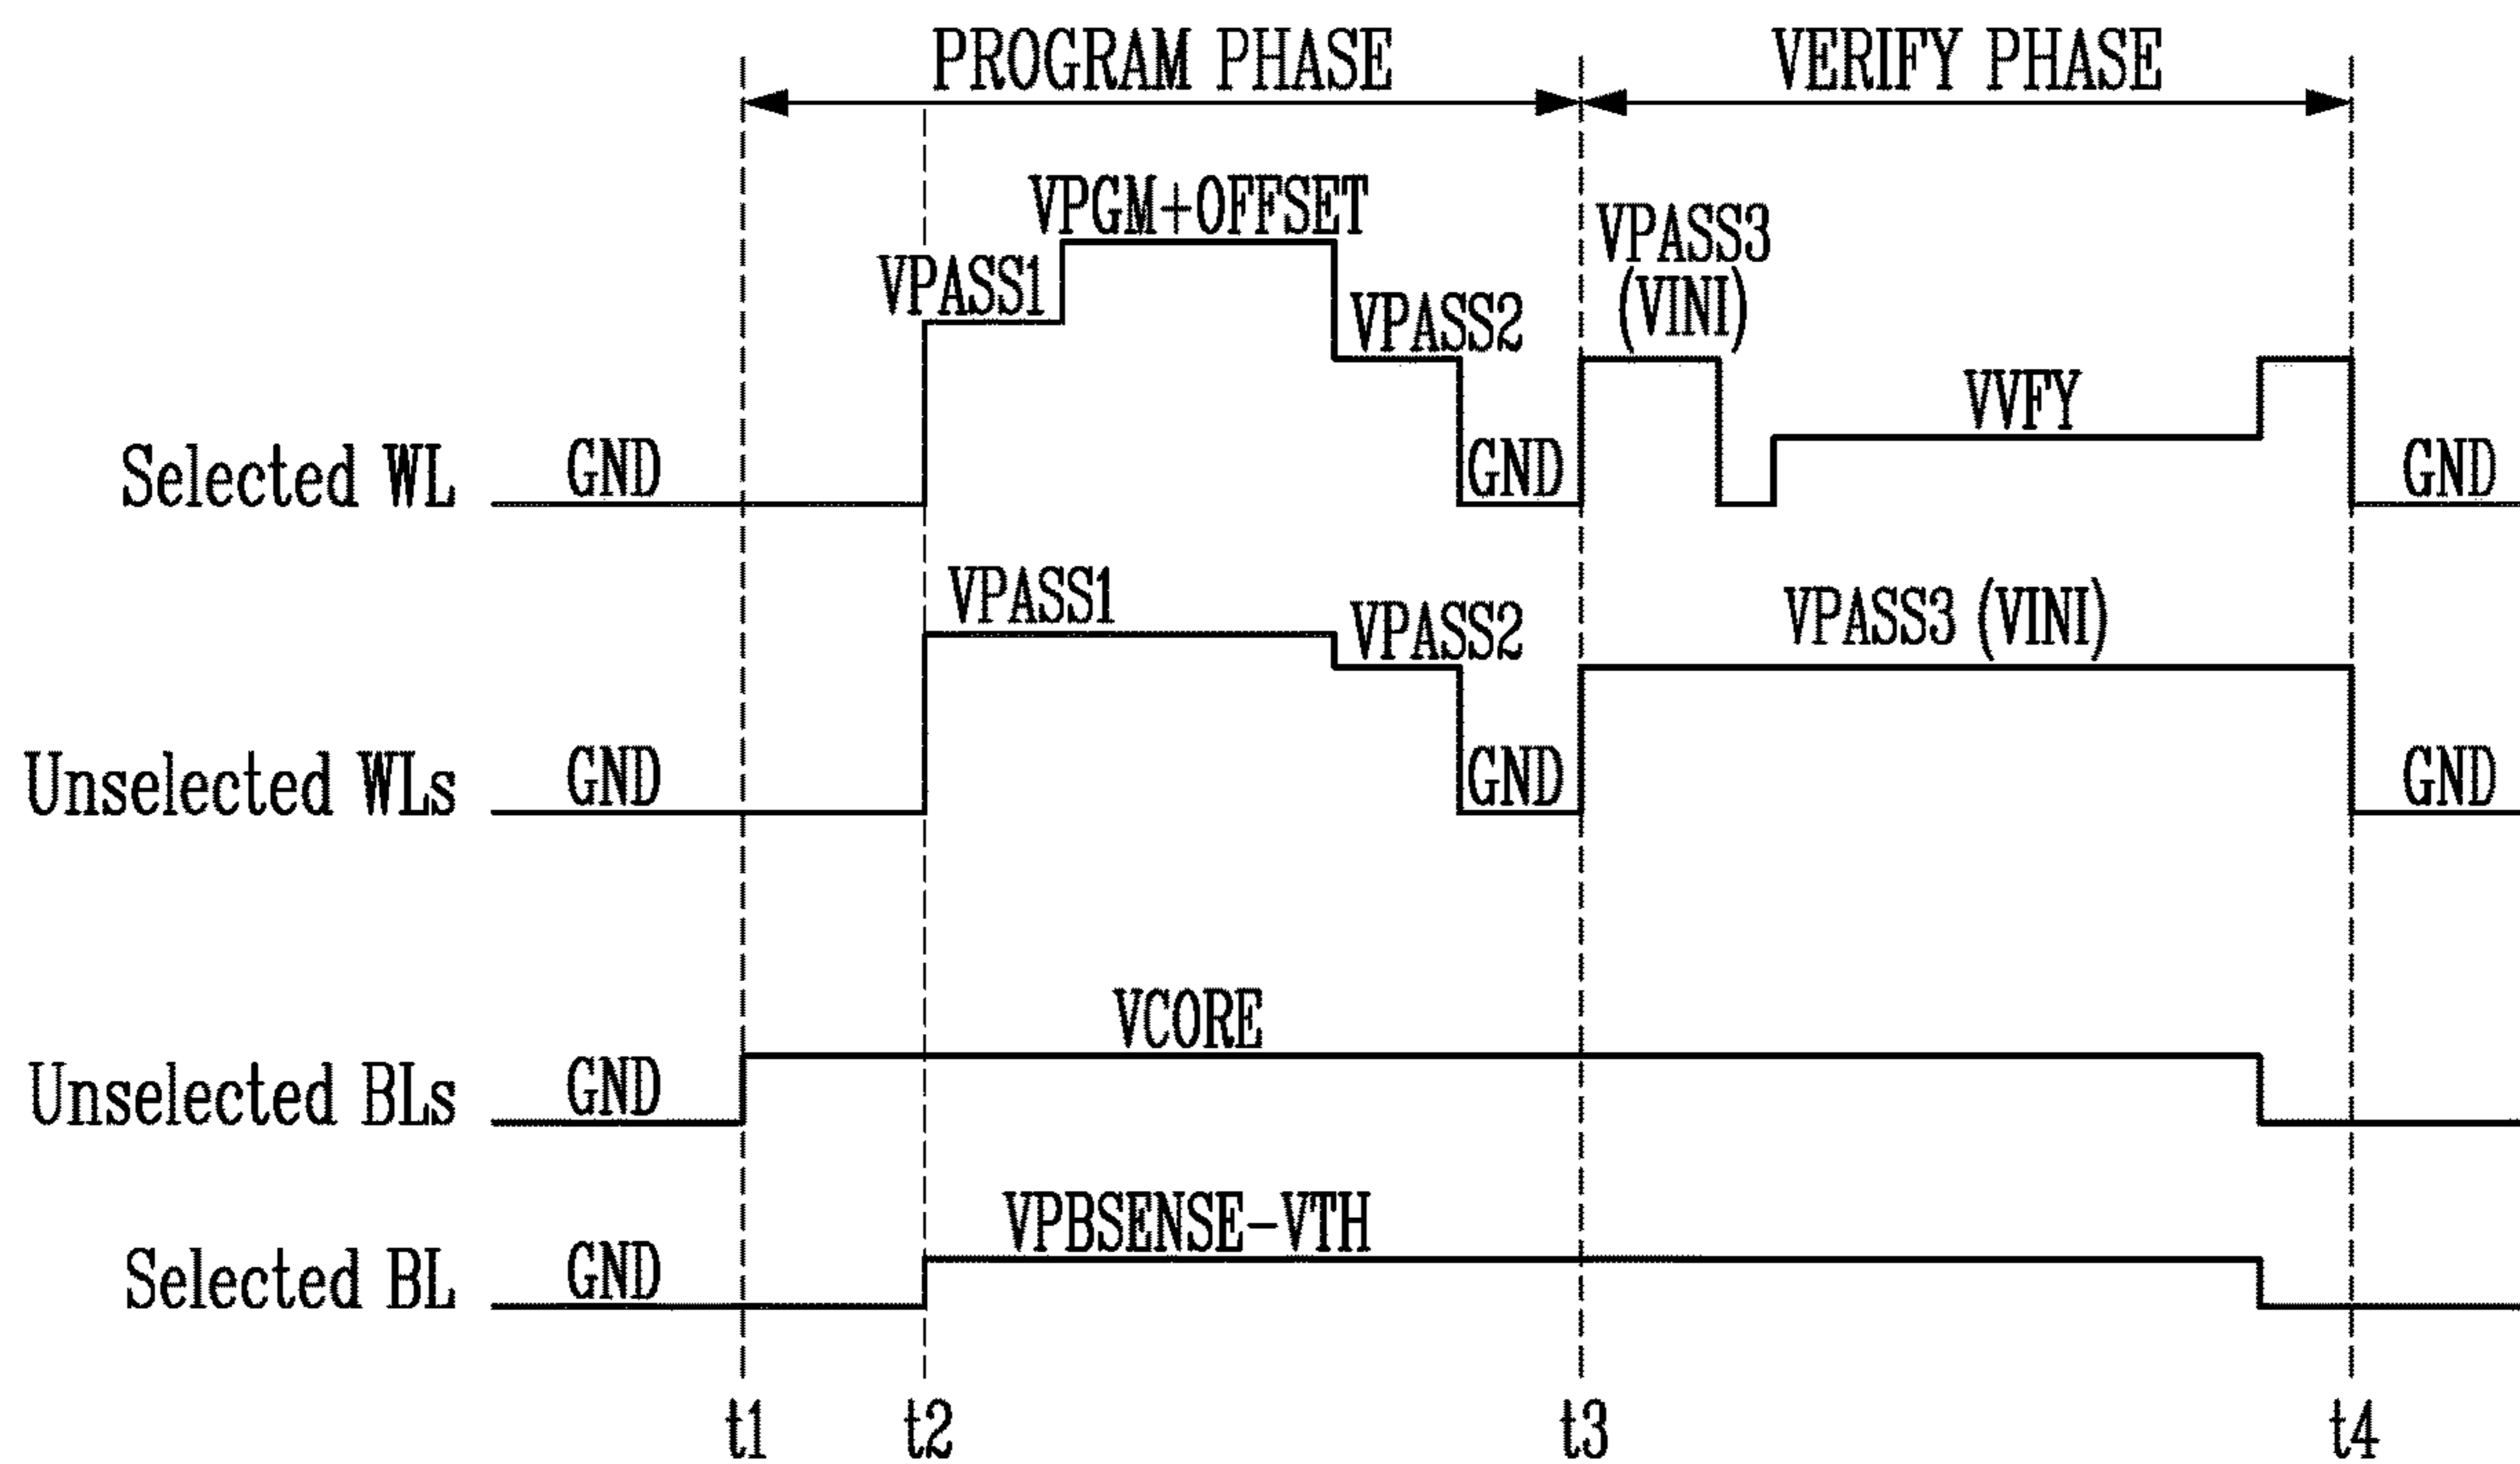 PROGRAM PHASE
VERIFY PHASE
VPGM+OFFSET
VPASS1
VPASS2
VPASS3
(VINI)
VVFY
Selected WL
GND
GND
GND
VPASS1
VPASS2
VPASS3 (VINI)
Unselected WLs
GND
GND
GND
VCORE
Unselected BLs
GND
VPBSENSE-VTH
Selected BL
GND
t1
t2
t3
t4